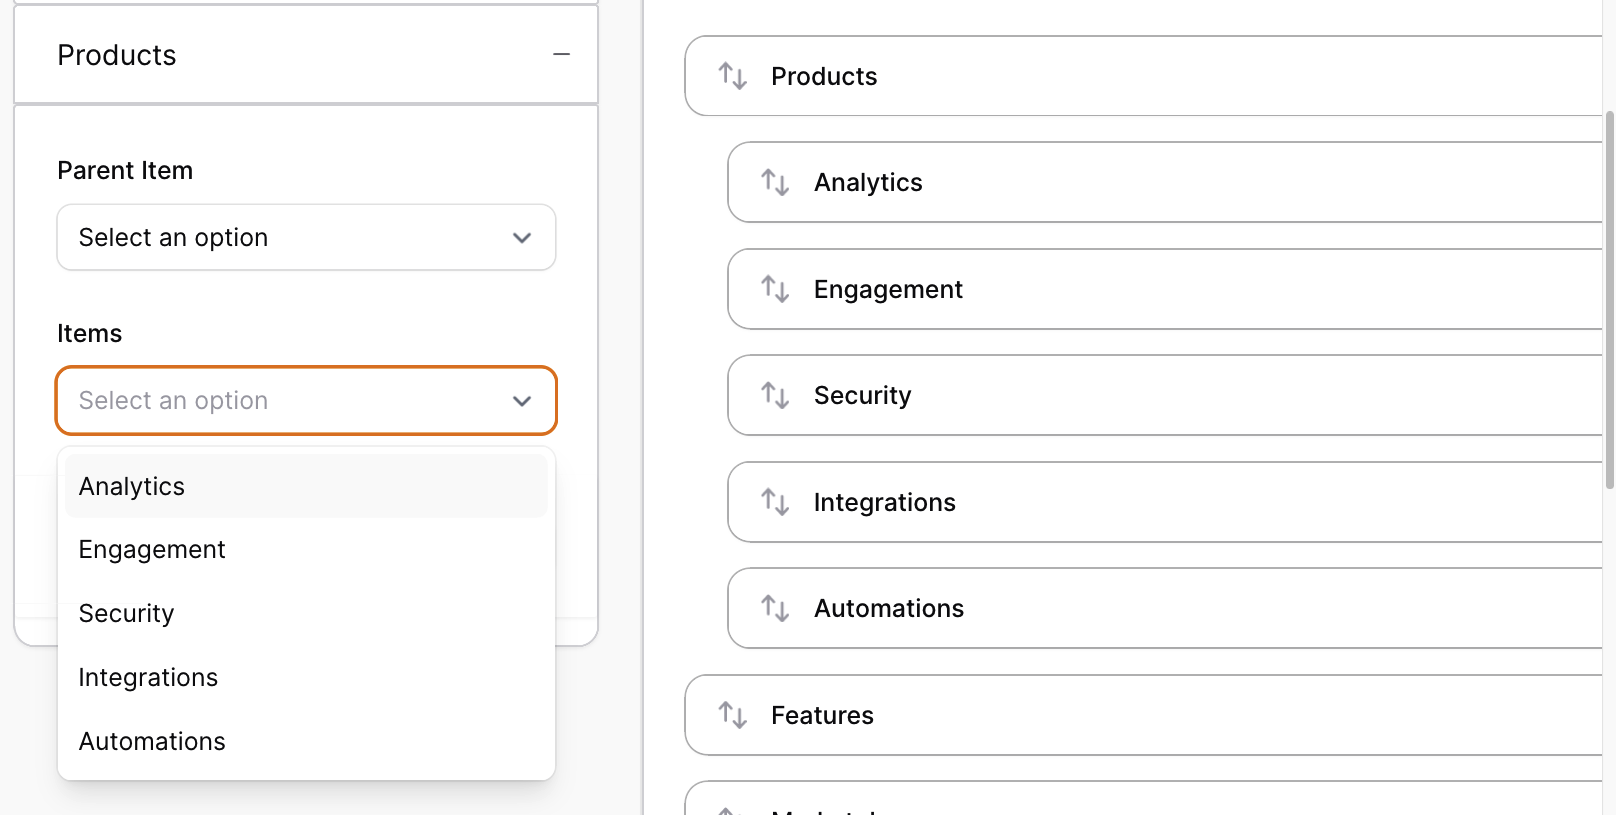 Products
Parent Item
Select an option
Items
Select an option
Analytics
Engagement
Security
Integrations
Automations
Products
Analytics
Engagement
Security
Integrations
Automations
Features